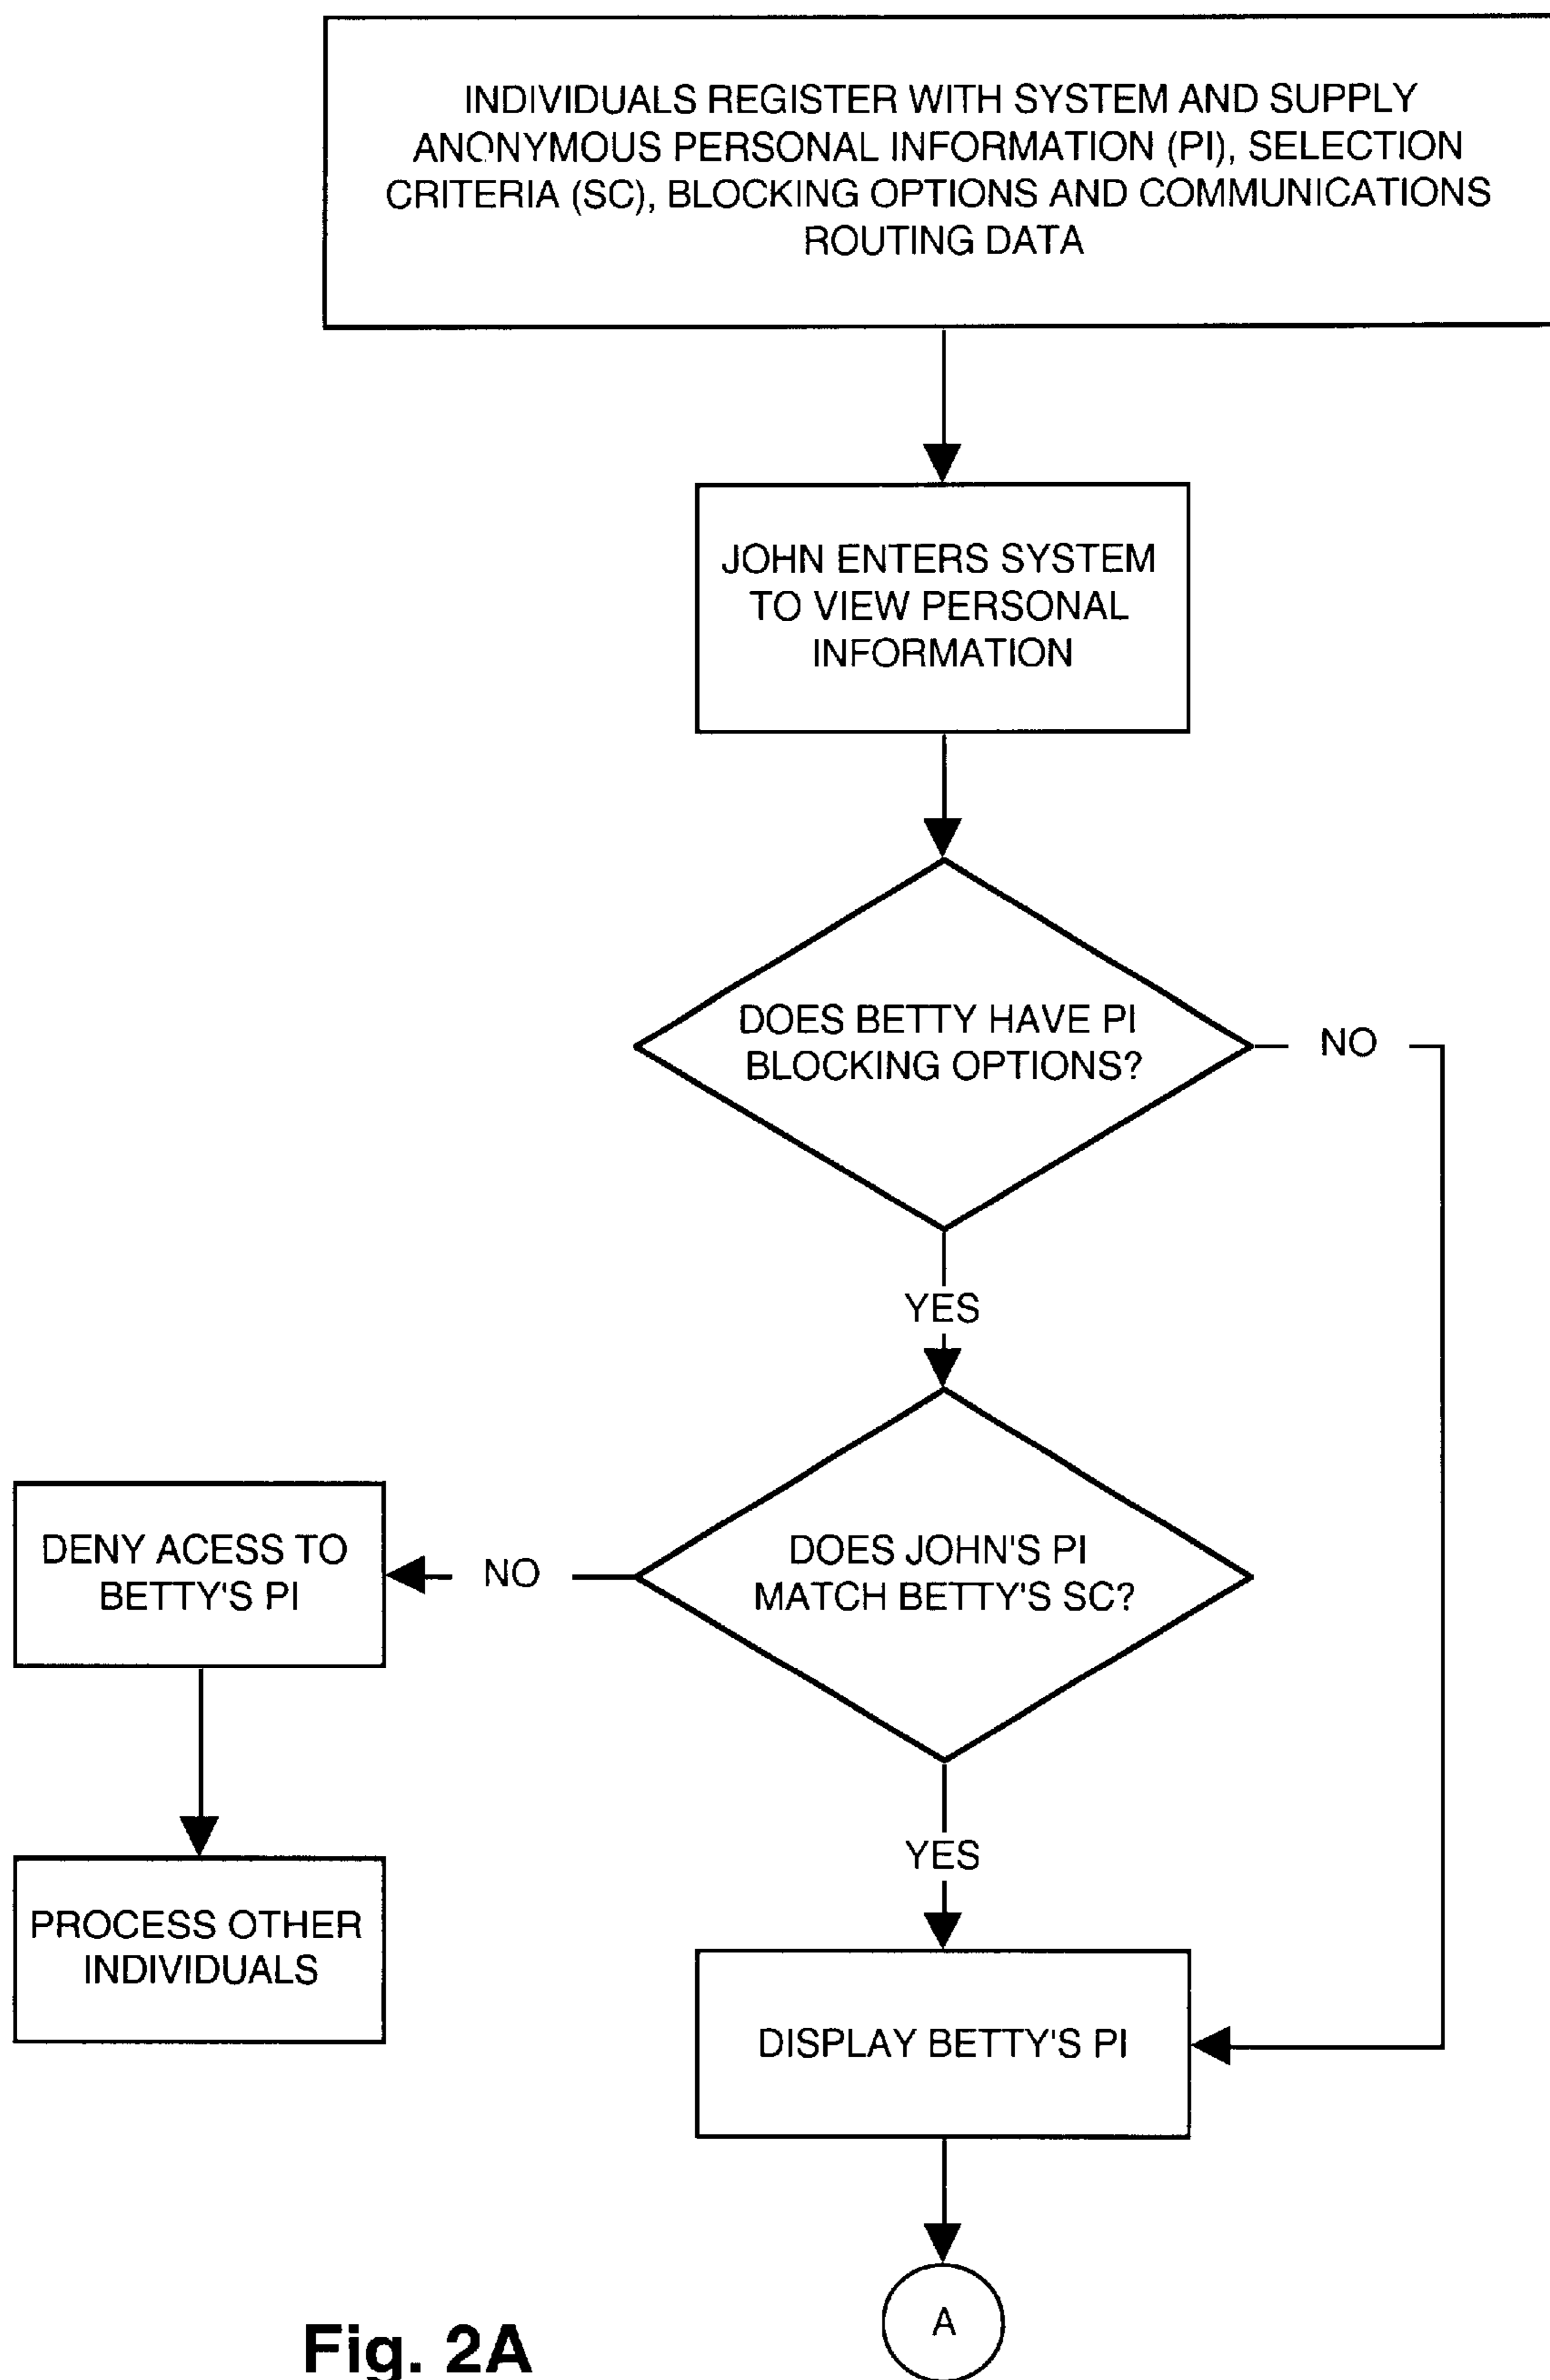 INDIVIDUALS REGISTER WITH SYSTEM AND SUPPLY
ANONYMOUS PERSONAL INFORMATION (PI), SELECTION
CRITERIA (SC), BLOCKING OPTIONS AND COMMUNICATIONS
ROUTING DATA
JOHN ENTERS SYSTEM
TO VIEW PERSONAL
INFORMATION
DOES BETTY HAVE PI
BLOCKING OPTIONS?
NO
YES
DOES JOHN'S PI
MATCH BETTY'S SC?
NO
DENY ACESS TO
BETTY'S PI
YES
PROCESS OTHER
INDIVIDUALS
DISPLAY BETTY'S PI
A
Fig. 2A